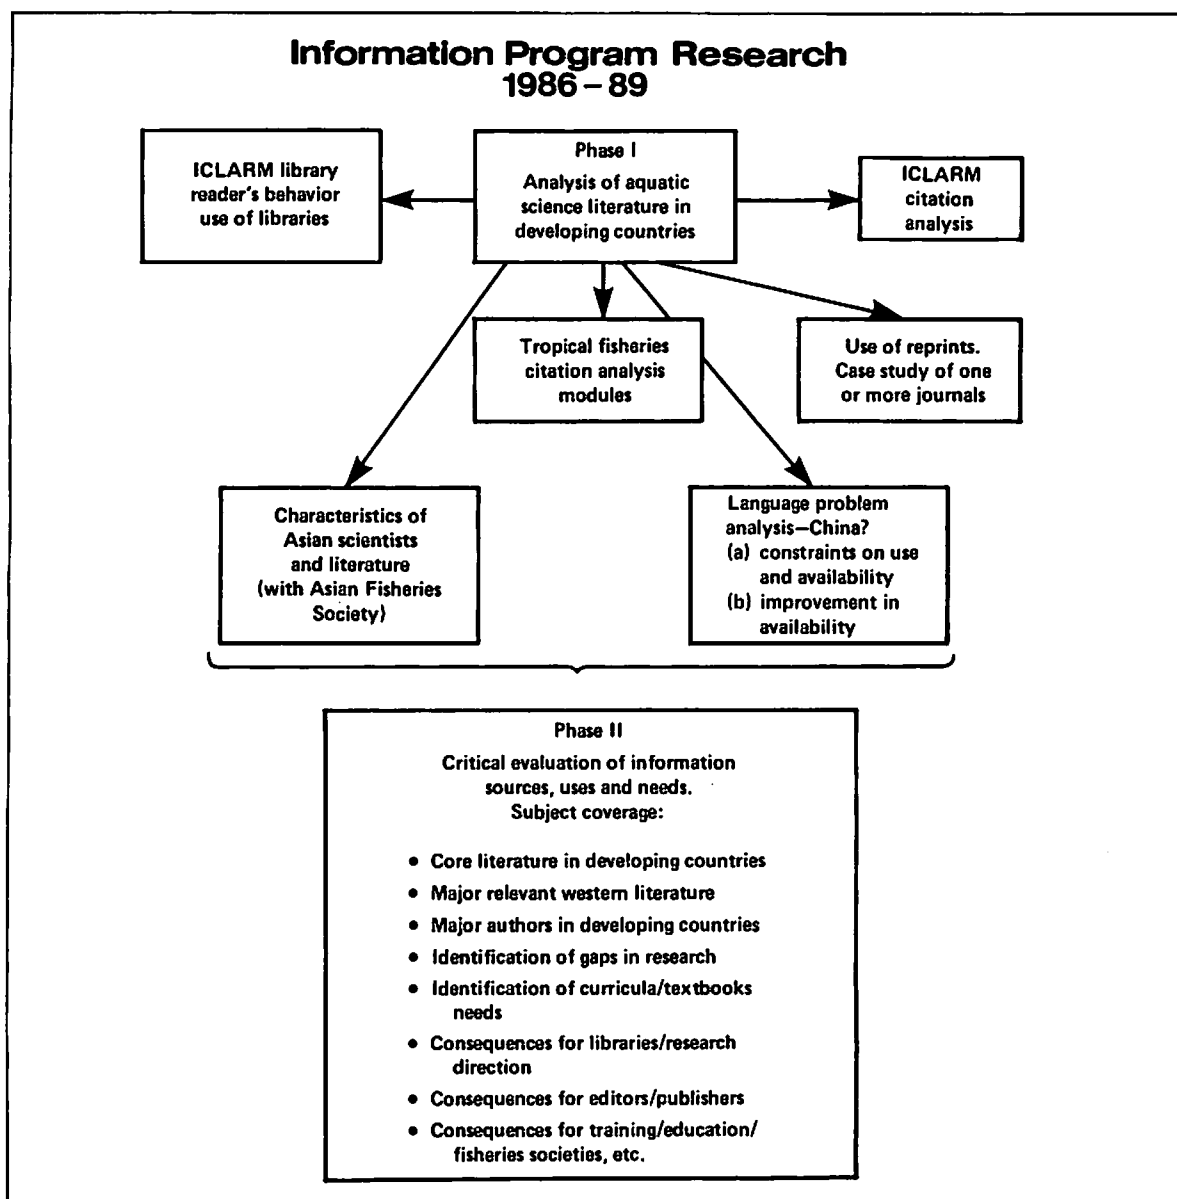 Information Program Research
1986–89
ICLARM library
reader's behavior
use of libraries
Phase I
Analysis of aquatic
science literature in
developing countries
ICLARM
citation
analysis
Tropical fisheries
citation analysis
modules
Use of reprints.
Case study of one
or more journals
Characteristics of
Asian scientists
and literature
(with Asian Fisheries
Society)
Language problem
analysis—China?
(a) constraints on use
and availability
(b) improvement in
availability
Phase II
Critical evaluation of information
sources, uses and needs.
Subject coverage:
• Core literature in developing countries
• Major relevant western literature
• Major authors in developing countries
• Identification of gaps in research
• Identification of curricula/textbooks
needs
• Consequences for libraries/research
direction
• Consequences for editors/publishers
• Consequences for training/education/
fisheries societies, etc.